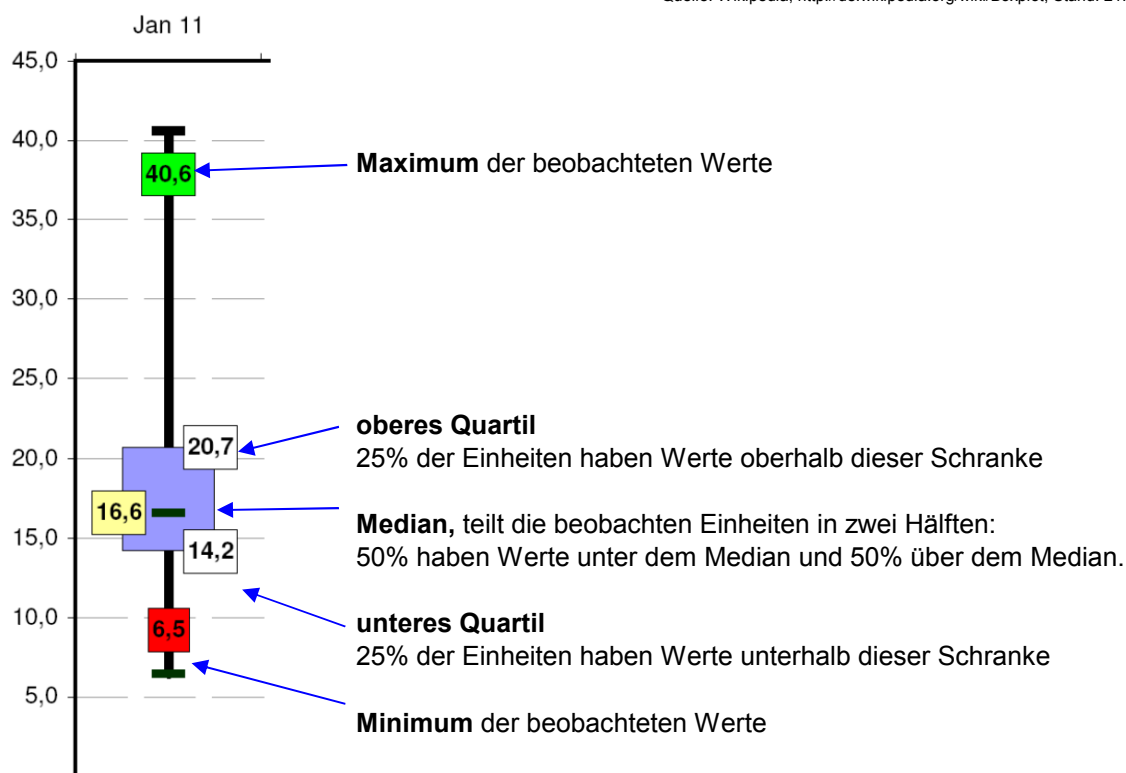 Jan 11
45,0
40,0
40,6
Maximum der beobachteten Werte
35,0
30,0
25,0
oberes Quartil
20,7
25% der Einheiten haben Werte oberhalb dieser Schranke
20,0
16,6
Median, teilt die beobachten Einheiten in zwei Hälften:
15,0
14,2
50% haben Werte unter dem Median und 50% über dem Median.
10,0
6,5
unteres Quartil
25% der Einheiten haben Werte unterhalb dieser Schranke
5,0
Minimum der beobachteten Werte